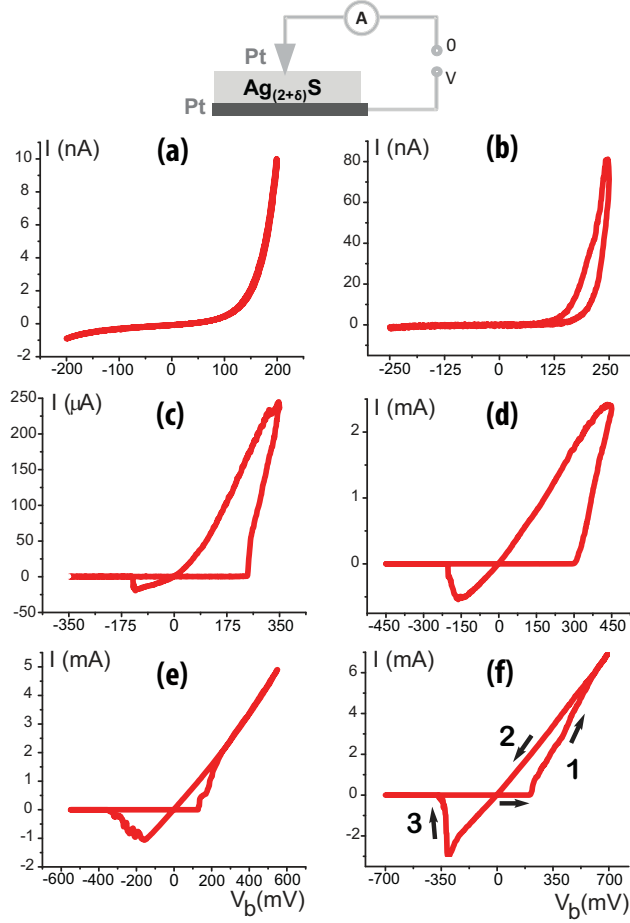 A
0
V
Pt
Ag(2+δ)S
Pt
(a)
I (nA)
10
8
6
4
2
0
-2
-200 -100 0 100 200
(b)
I (nA)
80
60
40
20
0
-250 -125 0 125 250
(c)
I (μA)
250
200
150
100
50
0
-50
-350 -175 0 175 350
(d)
I (mA)
2
1
0
-450 -300 -150 0 150 300 450
(e)
I (mA)
5
4
3
2
1
0
-1
-2
-600 -400 -200 0 200 400 600
Vb(mV)
(f)
I (mA)
6
4
2
0
-2
2
1
3
-700 -350 0 350 700
Vb(mV)